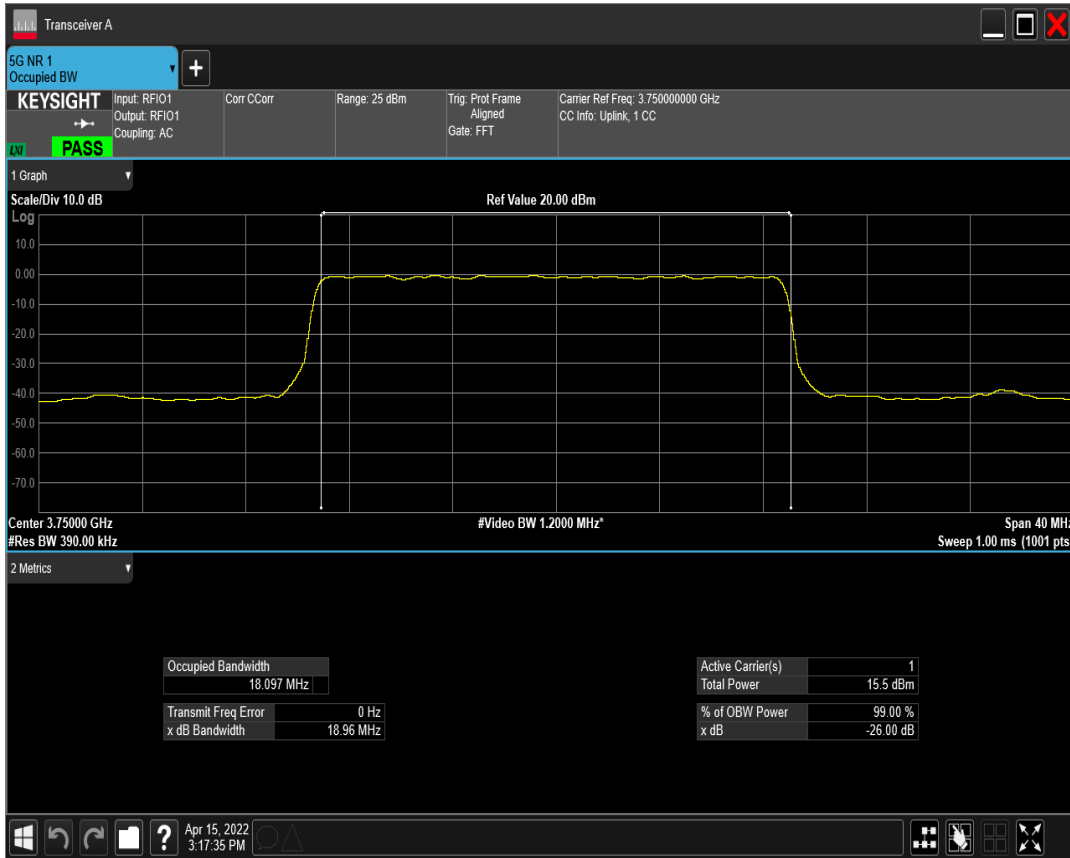 Transceiver A
5G NR 1
Occupied BW
KEYSIGHT
LXI
PASS
Input: RFIO1
Output: RFIO1
Coupling: AC
Corr CCorr
Range: 25 dBm
Trig: Prot Frame
Aligned
Gate: FFT
Carrier Ref Freq: 3.750000000 GHz
CC Info: Uplink, 1 CC
1 Graph
Scale/Div 10.0 dB
Ref Value 20.00 dBm
Log
10.0
0.00
-10.0
-20.0
-30.0
-40.0
-50.0
-60.0
-70.0
Center 3.75000 GHz
#Video BW 1.2000 MHz*
Span 40 MHz
#Res BW 390.00 kHz
Sweep 1.00 ms (1001 pts
2 Metrics
Occupied Bandwidth
18.097 MHz
Transmit Freq Error 0 Hz
x dB Bandwidth 18.96 MHz
Active Carrier(s) 1
Total Power 15.5 dBm
% of OBW Power 99.00 %
x dB -26.00 dB
?
Apr 15, 2022
3:17:35 PM